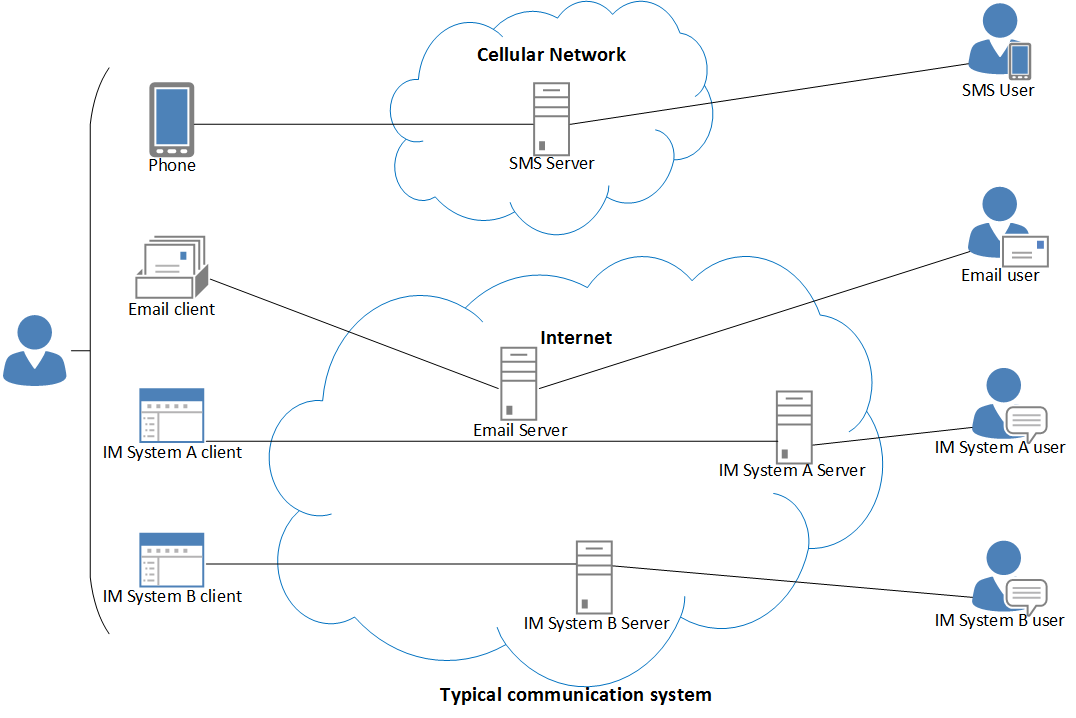 Cellular Network
SMS User
Phone
SMS Server
Email user
Email client
Internet
Email Server
IM System A client
IM System A user
IM System A Server
IM System B client
IM System B Server
IM System B user
Typical communication system